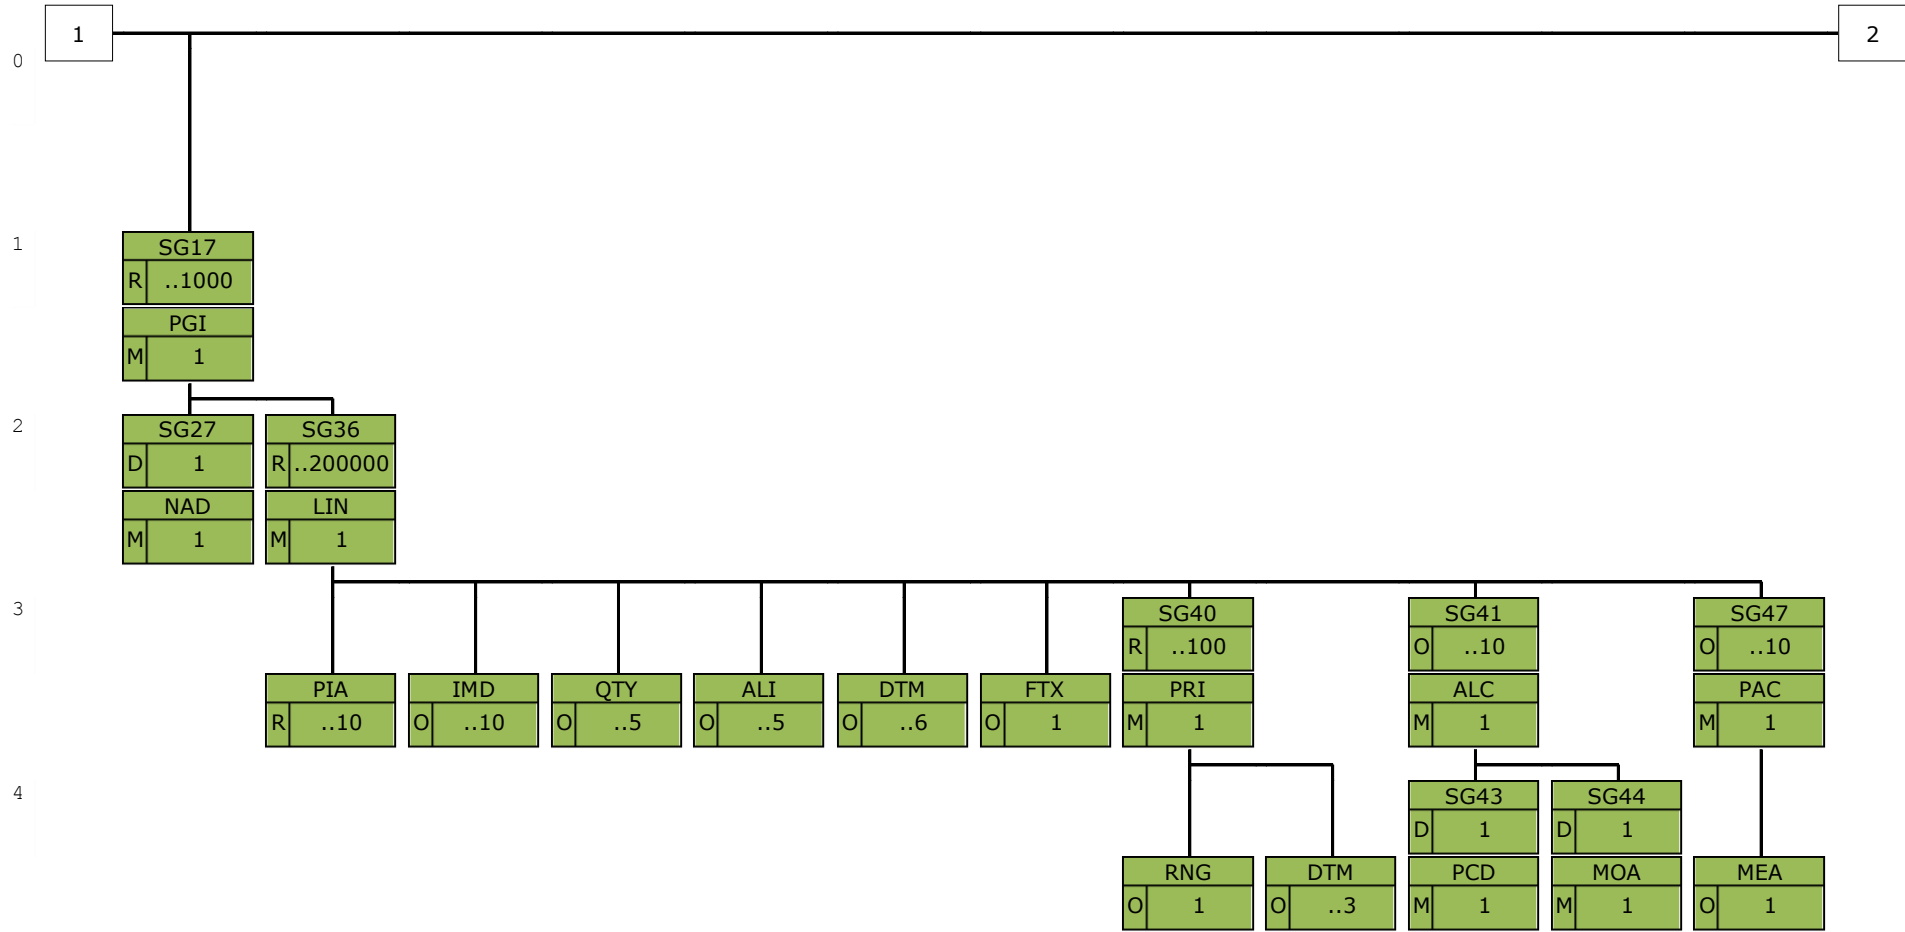 1 2
0
1
SG17
R ..1000
PGI
M 1
2
SG27 SG36
D 1 R ..200000
NAD LIN
M 1 M 1
3
SG40 SG41 SG47
R ..100 O ..10 O ..10
PIA IMD QTY ALI DTM FTX PRI ALC PAC
R ..10 O ..10 O ..5 O ..5 O ..6 O 1 M 1 M 1 M 1
4
SG43 SG44
D 1 D 1
RNG DTM PCD MOA MEA
O 1 O ..3 M 1 M 1 O 1